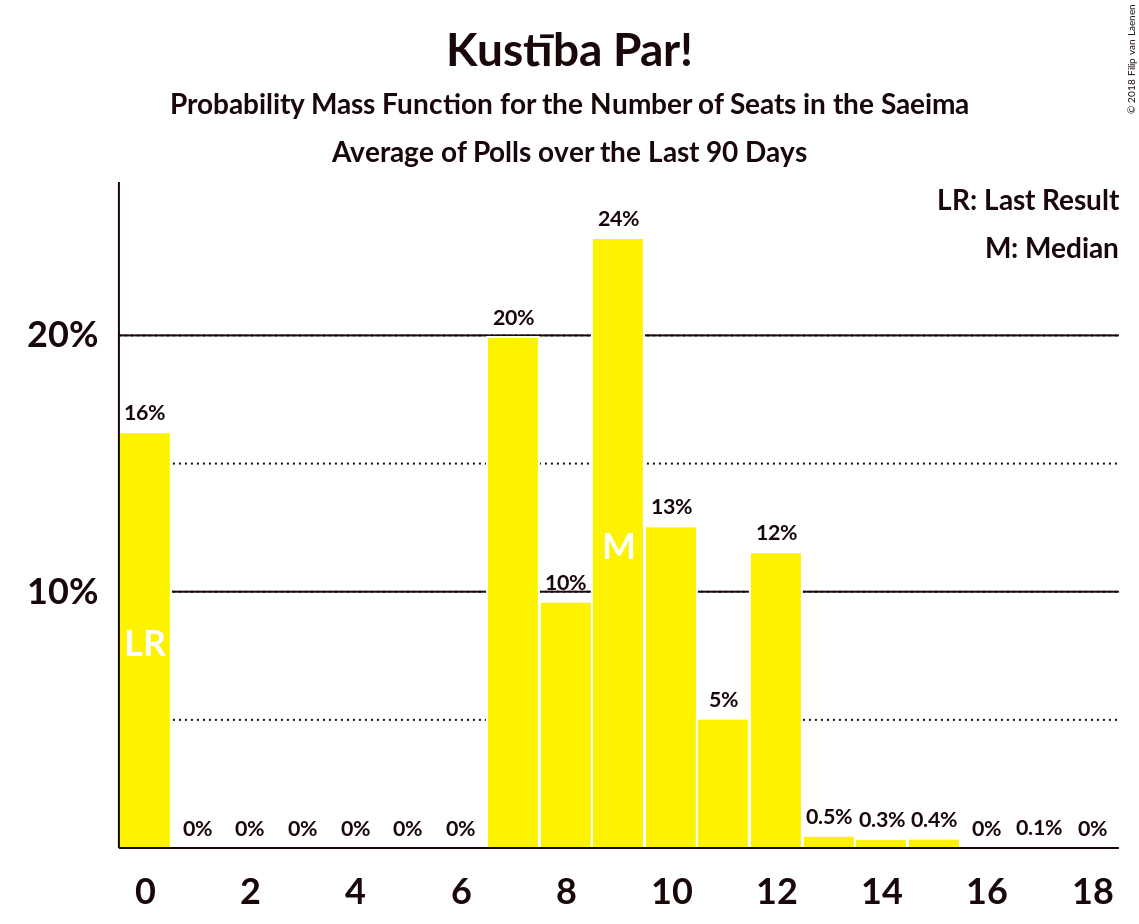 Kustība Par!
Probability Mass Function for the Number of Seats in the Saeima
Average of Polls over the Last 90 Days
© 2018 Filip van Laenen
LR: Last Result
M: Median
20%
10%
16%
0%
0%
0%
0%
0%
0%
20%
10%
24%
13%
5%
12%
0.5%
0.3%
0.4%
0%
0.1%
0%
LR
M
0 2 4 6 8 10 12 14 16 18